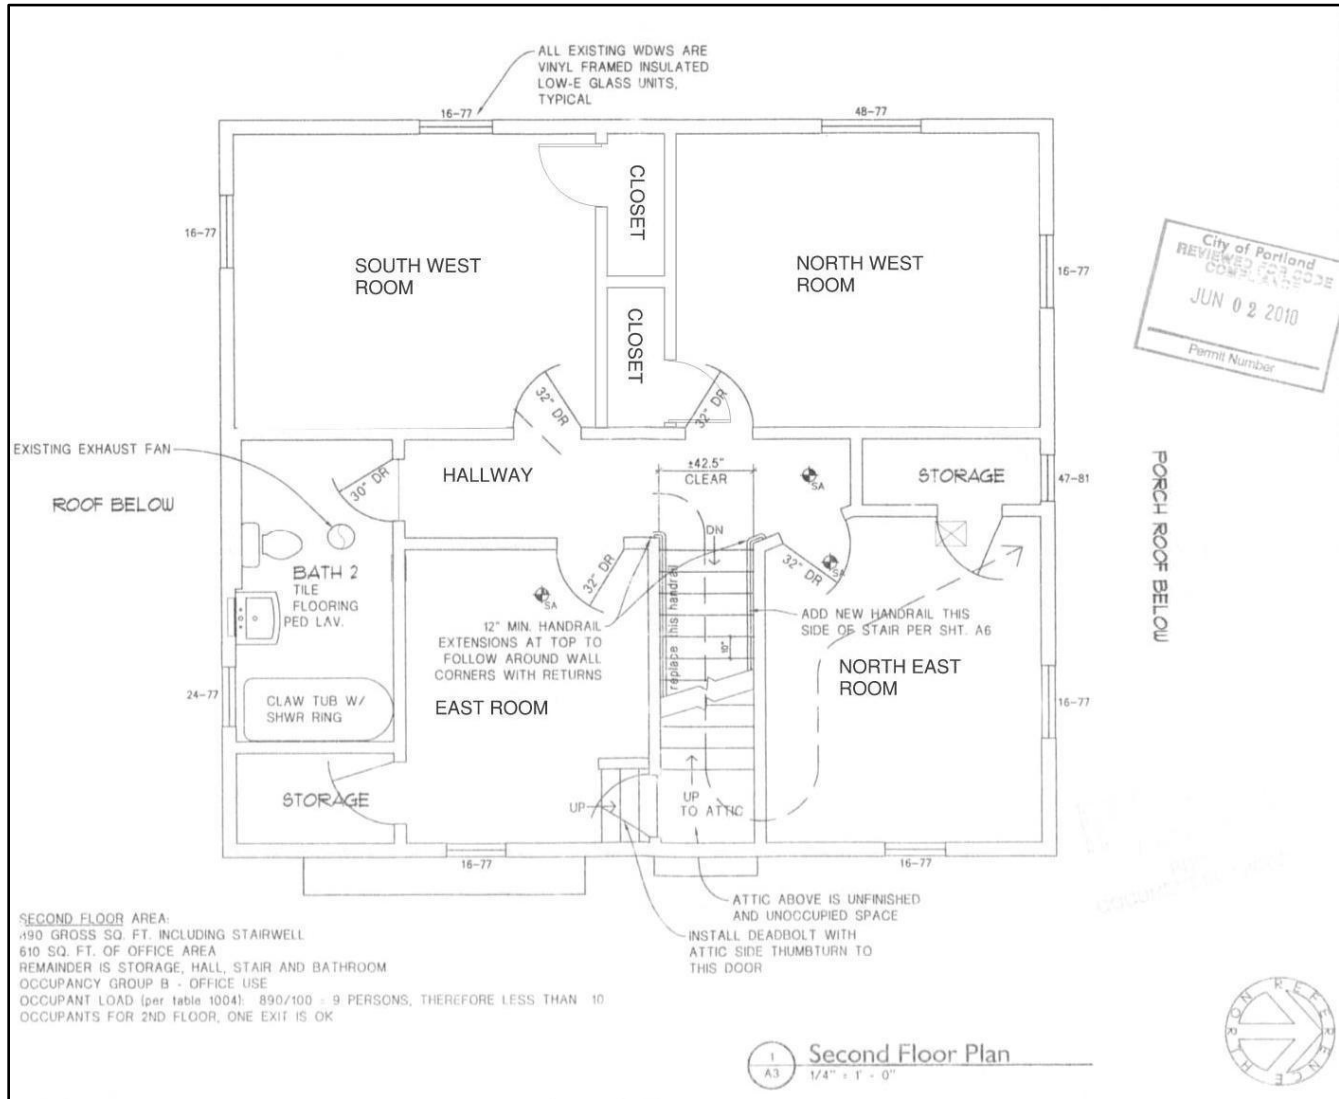 ALL EXISTING WDWS ARE
VINYL FRAMED INSULATED
LOW-E GLASS UNITS,
TYPICAL
16-77
48-77
16-77
SOUTH WEST
ROOM
CLOSET
CLOSET
NORTH WEST
ROOM
16-77
City of Portland
REVIEWED FOR CODE
COMPLIANCE
JUN 02 2010
Permit Number
32" DR
32" DR
EXISTING EXHAUST FAN
ROOF BELOW
30" DR
HALLWAY
±42.5"
CLEAR
SA
STORAGE
47-81
PORCH ROOF BELOW
DN
BATH 2
TILE
FLOORING
PED LAV.
32" DR
SA
32" DR
SA
12" MIN. HANDRAIL
EXTENSIONS AT TOP TO
FOLLOW AROUND WALL
CORNERS WITH RETURNS
replace this handrail
10"
ADD NEW HANDRAIL THIS
SIDE OF STAIR PER SHT. A6
NORTH EAST
ROOM
24-77
CLAW TUB W/
SHWR RING
EAST ROOM
16-77
STORAGE
UP
UP
TO ATTIC
16-77
16-77
ATTIC ABOVE IS UNFINISHED
AND UNOCCUPIED SPACE
INSTALL DEADBOLT WITH
ATTIC SIDE THUMBTURN TO
THIS DOOR
SECOND FLOOR AREA:
890 GROSS SQ. FT. INCLUDING STAIRWELL
610 SQ. FT. OF OFFICE AREA
REMAINDER IS STORAGE, HALL, STAIR AND BATHROOM
OCCUPANCY GROUP B - OFFICE USE
OCCUPANT LOAD (per table 1004): 890/100 = 9 PERSONS, THEREFORE LESS THAN 10
OCCUPANTS FOR 2ND FLOOR, ONE EXIT IS OK
1
A3
Second Floor Plan
1/4" = 1' - 0"
REFERENCE